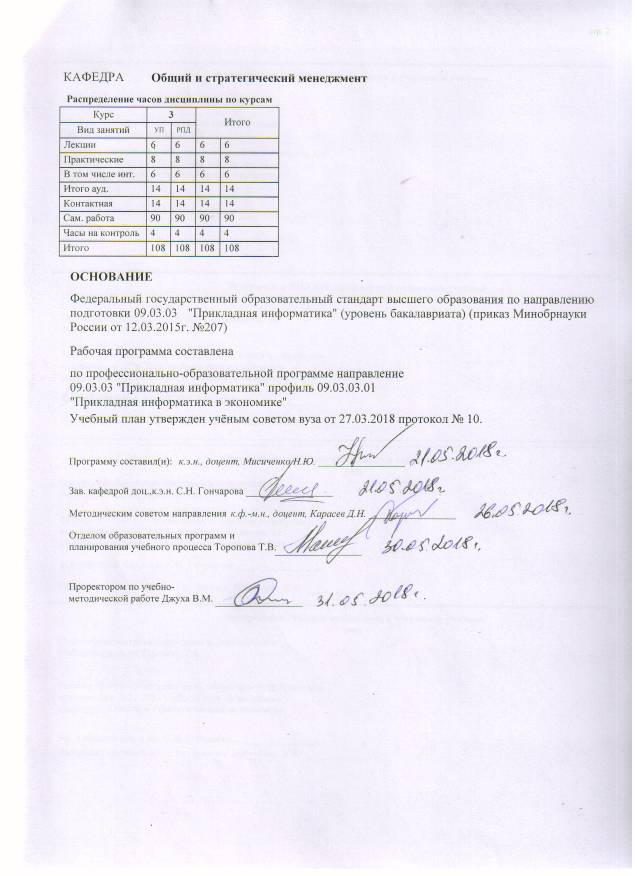 стр. 2
КАФЕДРА Общий и стратегический менеджмент
Распределение часов дисциплины по курсам
Курс 3 Итого
Вид занятий УП РПД
Лекции 6 6 6 6
Практические 8 8 8 8
В том числе инт. 6 6 6 6
Итого ауд. 14 14 14 14
Контактная 14 14 14 14
Сам. работа 90 90 90 90
Часы на контроль 4 4 4 4
Итого 108 108 108 108
ОСНОВАНИЕ
Федеральный государственный образовательный стандарт высшего образования по направлению
подготовки 09.03.03 "Прикладная информатика" (уровень бакалавриата) (приказ Минобрнауки
России от 12.03.2015г. №207)
Рабочая программа составлена
по профессионально-образовательной программе направление
09.03.03 "Прикладная информатика" профиль 09.03.03.01
"Прикладная информатика в экономике"
Учебный план утвержден учёным советом вуза от 27.03.2018 протокол № 10.
Программу составил(и): к.э.н., доцент, Мисиченко Н.Ю. 21.05.2018г.
Зав. кафедрой доц.,к.э.н. С.Н. Гончарова 21.05.2018г
Методическим советом направления к.ф.-м.н., доцент, Карасев Д.Н. 26.05.2018г.
Отделом образовательных программ и
планирования учебного процесса Торопова Т.В. 30.05.2018г.
Проректором по учебно-
методической работе Джуха В.М. 31.05.2018г.